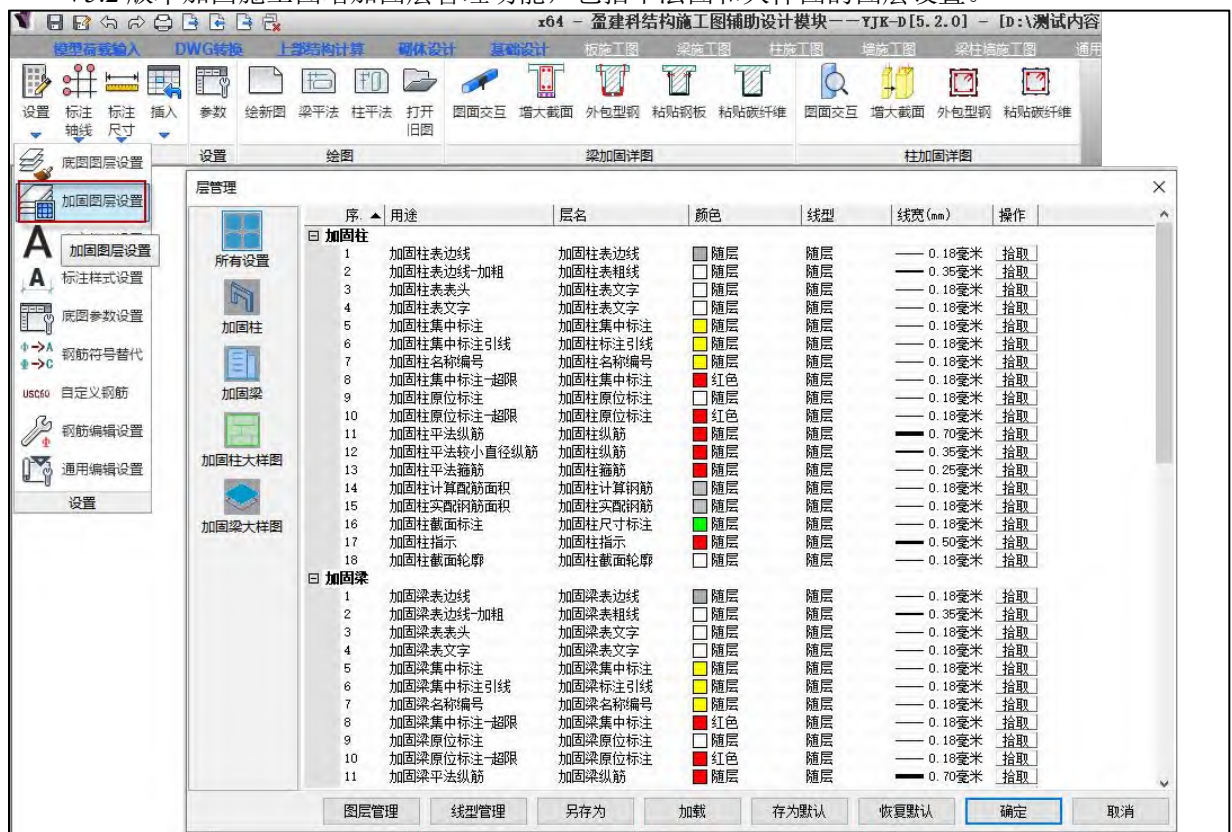 V5.2 版本加固施工图增加图层管理功能，包括平法图和大样图的图层设置。
x64 - 盈建科结构施工图辅助设计模块--YJK-D[5.2.0] - [D:\测试内容
模型荷载输入 DWG转换 上部结构计算 砌体设计 基础设计 板施工图 梁施工图 柱施工图 墙施工图 梁柱墙施工图 通用
设置 标注轴线 标注尺寸 插入 参数 绘新图 梁平法 柱平法 打开旧图 图面交互 增大截面 外包型钢 粘贴钢板 粘贴碳纤维 图面交互 增大截面 外包型钢 粘贴碳纤维
设置 绘图 梁加固详图 柱加固详图
底图图层设置
加固图层设置
加固图层设置
标注样式设置
底图参数设置
钢筋符号替代
USC60 自定义钢筋
钢筋编辑设置
通用编辑设置
设置
层管理
所有设置
加固柱
加固梁
加固柱大样图
加固梁大样图
序. 用途 层名 颜色 线型 线宽(mm) 操作
加固柱
1 加固柱表边线 加固柱表边线 随层 随层 0.18毫米 拾取
2 加固柱表边线-加粗 加固柱表粗线 随层 随层 0.35毫米 拾取
3 加固柱表表头 加固柱表文字 随层 随层 0.18毫米 拾取
4 加固柱表文字 加固柱表文字 随层 随层 0.18毫米 拾取
5 加固柱集中标注 加固柱集中标注 随层 随层 0.18毫米 拾取
6 加固柱集中标注引线 加固柱标注引线 随层 随层 0.18毫米 拾取
7 加固柱名称编号 加固柱名称编号 随层 随层 0.18毫米 拾取
8 加固柱集中标注-超限 加固柱集中标注 红色 随层 0.18毫米 拾取
9 加固柱原位标注 加固柱原位标注 随层 随层 0.18毫米 拾取
10 加固柱原位标注-超限 加固柱原位标注 红色 随层 0.18毫米 拾取
11 加固柱平法纵筋 加固柱纵筋 随层 随层 0.70毫米 拾取
12 加固柱平法较小直径纵筋 加固柱纵筋 随层 随层 0.35毫米 拾取
13 加固柱平法箍筋 加固柱箍筋 随层 随层 0.25毫米 拾取
14 加固柱计算配筋面积 加固柱计算钢筋 随层 随层 0.18毫米 拾取
15 加固柱实配钢筋面积 加固柱实配钢筋 随层 随层 0.18毫米 拾取
16 加固柱截面标注 加固柱尺寸标注 随层 随层 0.18毫米 拾取
17 加固柱指示 加固柱指示 随层 随层 0.50毫米 拾取
18 加固柱截面轮廓 加固柱截面轮廓 随层 随层 0.18毫米 拾取
加固梁
1 加固梁表边线 加固梁表边线 随层 随层 0.18毫米 拾取
2 加固梁表边线-加粗 加固梁表粗线 随层 随层 0.35毫米 拾取
3 加固梁表表头 加固梁表文字 随层 随层 0.18毫米 拾取
4 加固梁表文字 加固梁表文字 随层 随层 0.18毫米 拾取
5 加固梁集中标注 加固梁集中标注 随层 随层 0.18毫米 拾取
6 加固梁集中标注引线 加固梁标注引线 随层 随层 0.18毫米 拾取
7 加固梁名称编号 加固梁名称编号 随层 随层 0.18毫米 拾取
8 加固梁集中标注-超限 加固梁集中标注 红色 随层 0.18毫米 拾取
9 加固梁原位标注 加固梁原位标注 随层 随层 0.18毫米 拾取
10 加固梁原位标注-超限 加固梁原位标注 红色 随层 0.18毫米 拾取
11 加固梁平法纵筋 加固梁纵筋 随层 随层 0.70毫米 拾取
图层管理 线型管理 另存为 加载 存为默认 恢复默认 确定 取消